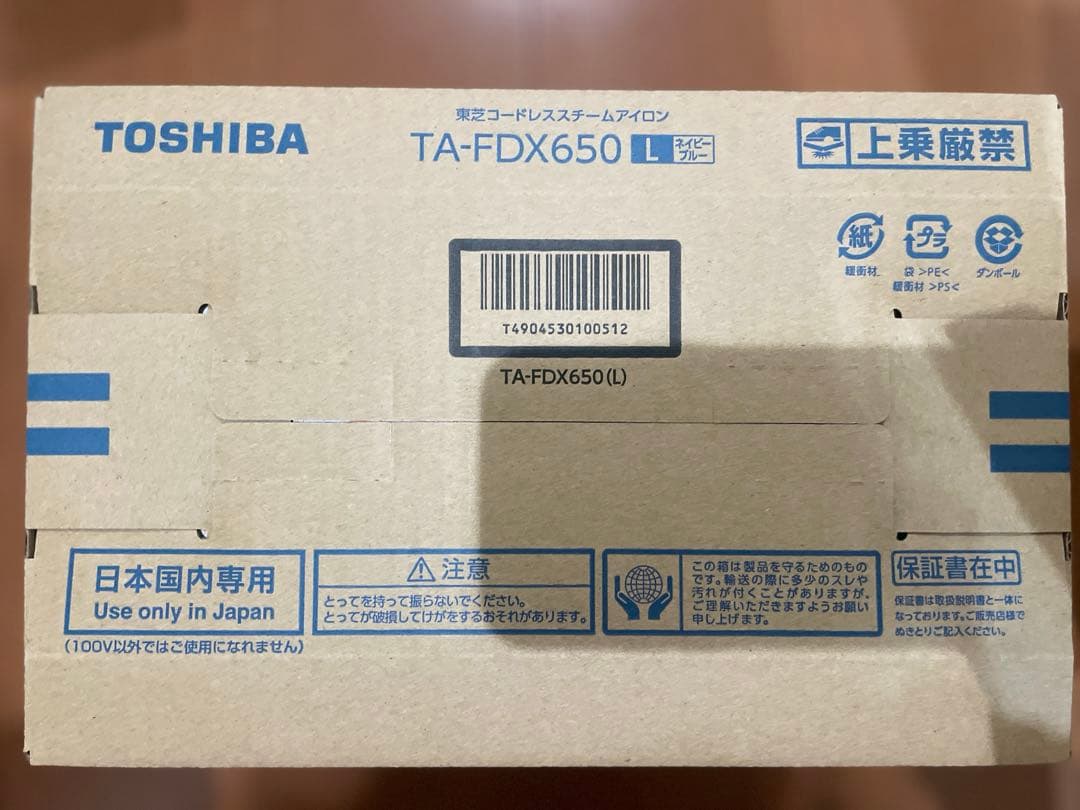 TOSHIBA
東芝コードレススチームアイロン
TA-FDX650 L ネイビーブルー
上乗厳禁
紙
緩衝材
プラ
袋 >PE<
緩衝材 >PS<
ダンボール
T4904530100512
TA-FDX650(L)
日本国内専用
Use only in Japan
(100V以外ではご使用になれません)
注意
とってを持って振らないでください。
とってが破損してけがをするおそれがあります。
この箱は製品を守るためのもの
です。輸送の際に多少のスレや
汚れが付くことがありますが、
ご理解いただきますようお願い
申し上げます。
保証書在中
保証書は取扱説明書と一体に
なっております。ご販売店様で
ぬきとりご記入ください。